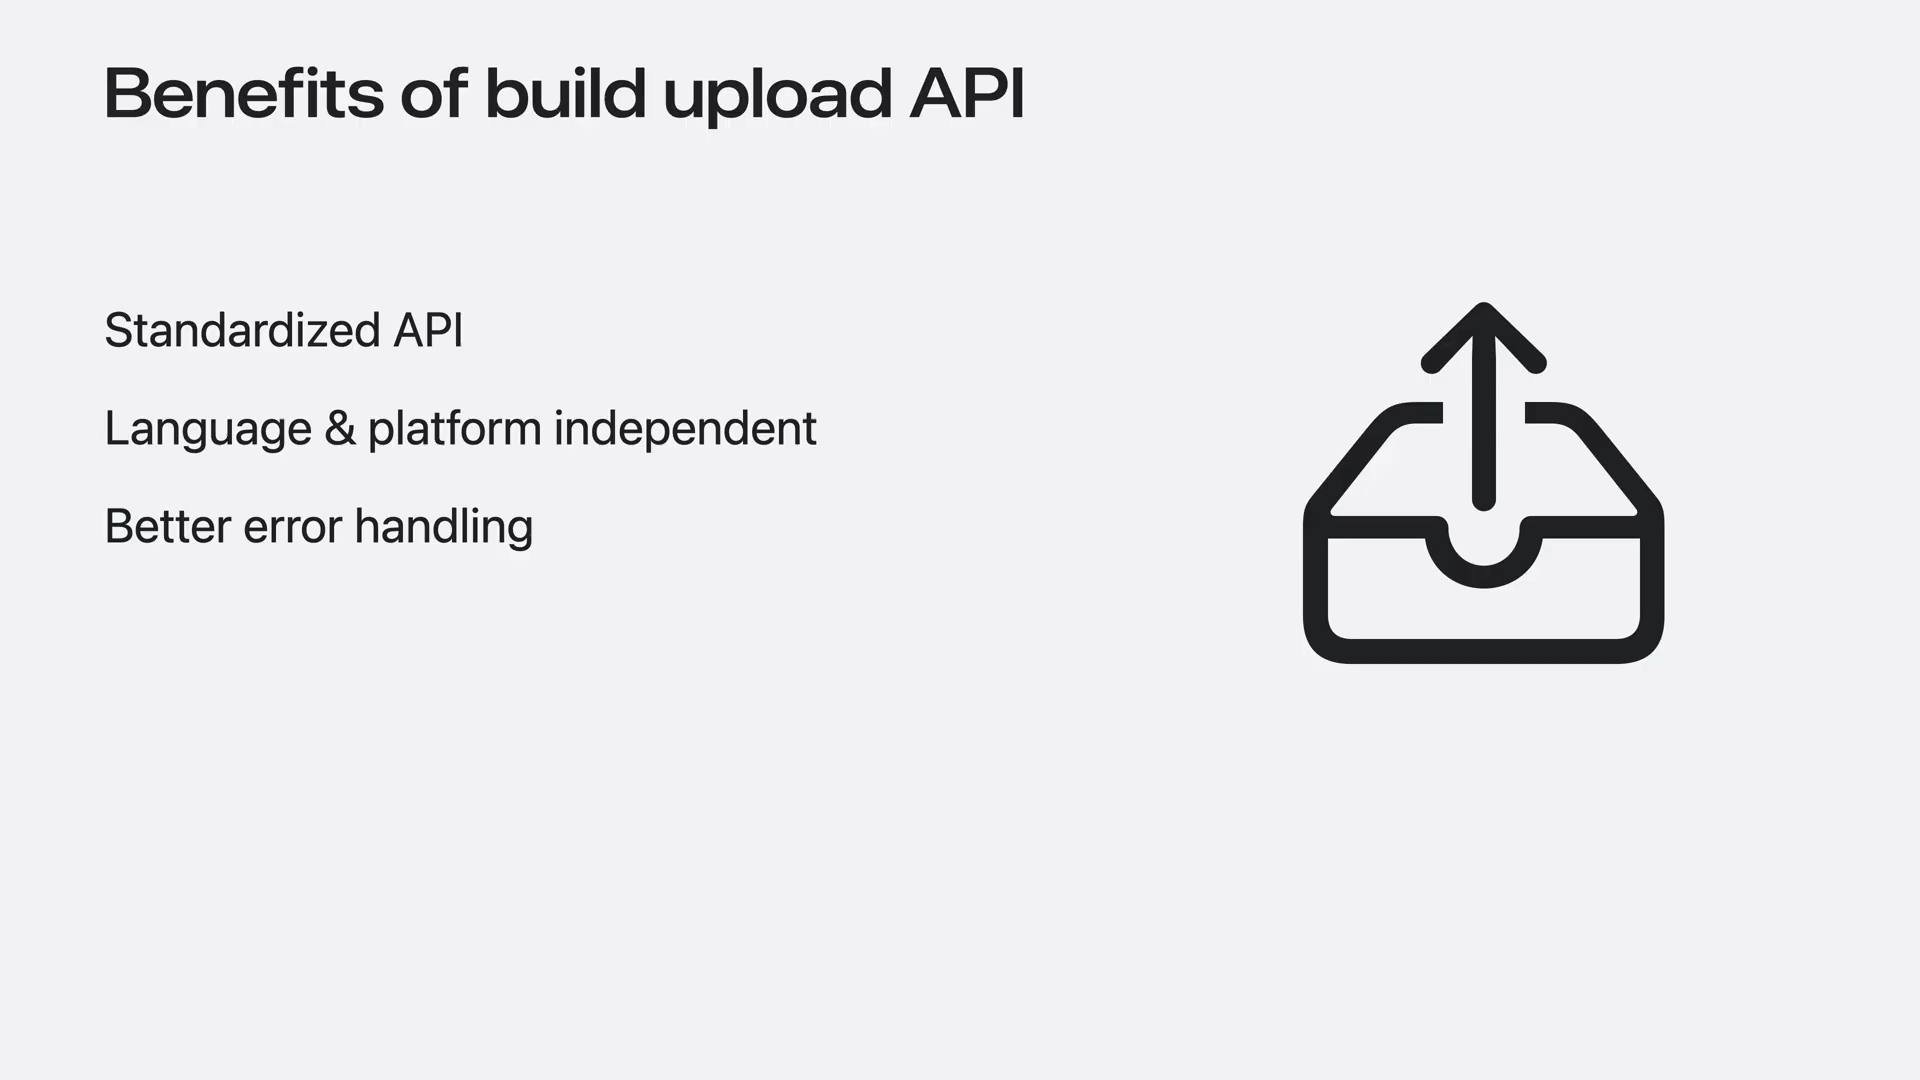 Benefits of build upload API
Standardized API
Language & platform independent
Better error handling